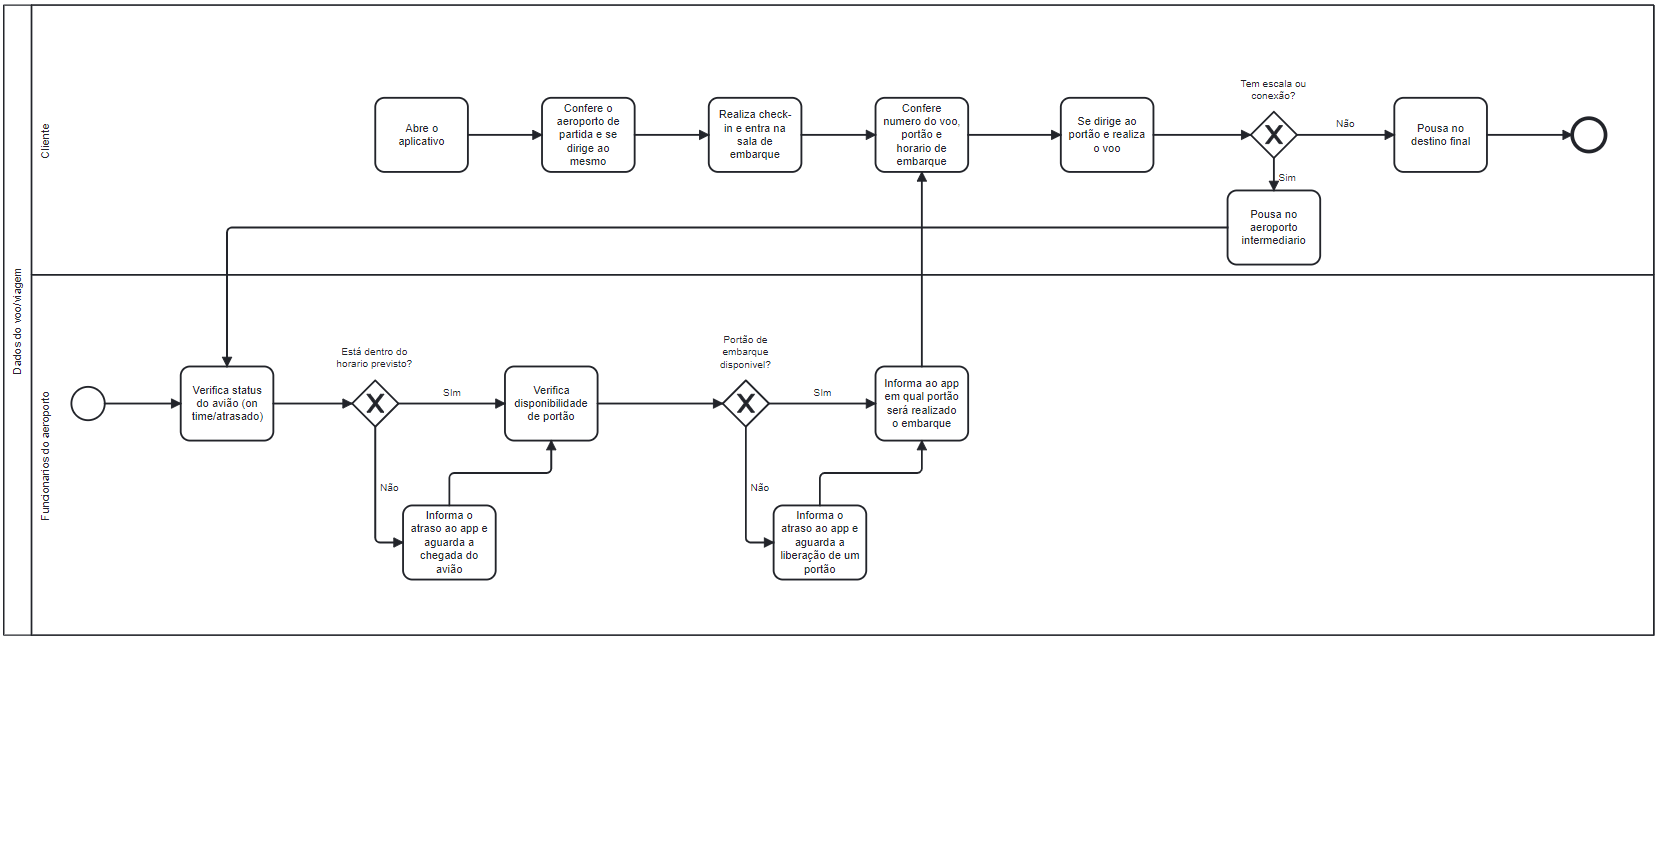 Dados do voo/viagem
Cliente
Abre o
aplicativo
Confere o
aeroporto de
partida e se
dirige ao
mesmo
Realiza check-
in e entra na
sala de
embarque
Confere
numero do voo,
portão e
horario de
embarque
Se dirige ao
portão e realiza
o voo
Tem escala ou
conexão?
Não
Pousa no
destino final
Sim
Pousa no
aeroporto
intermediario
Funcionarios do aeroporto
Verifica status
do avião (on
time/atrasado)
Está dentro do
horario previsto?
SIm
Verifica
disponibilidade
de portão
Portão de
embarque
disponivel?
SIm
Informa ao app
em qual portão
será realizado
o embarque
Não
Informa o
atraso ao app e
aguarda a
chegada do
avião
Não
Informa o
atraso ao app e
aguarda a
liberação de um
portão